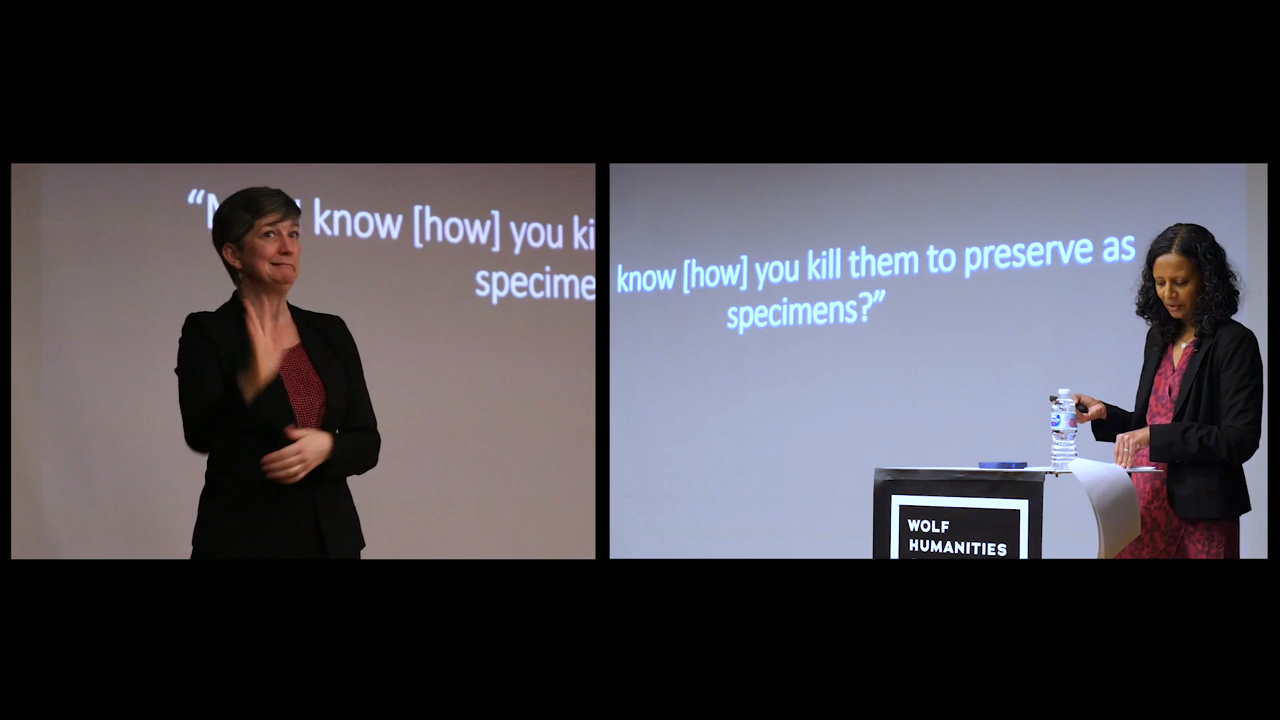 know [how] you ki
specime
know [how] you kill them to preserve as
specimens?”
WOLF
HUMANITIES